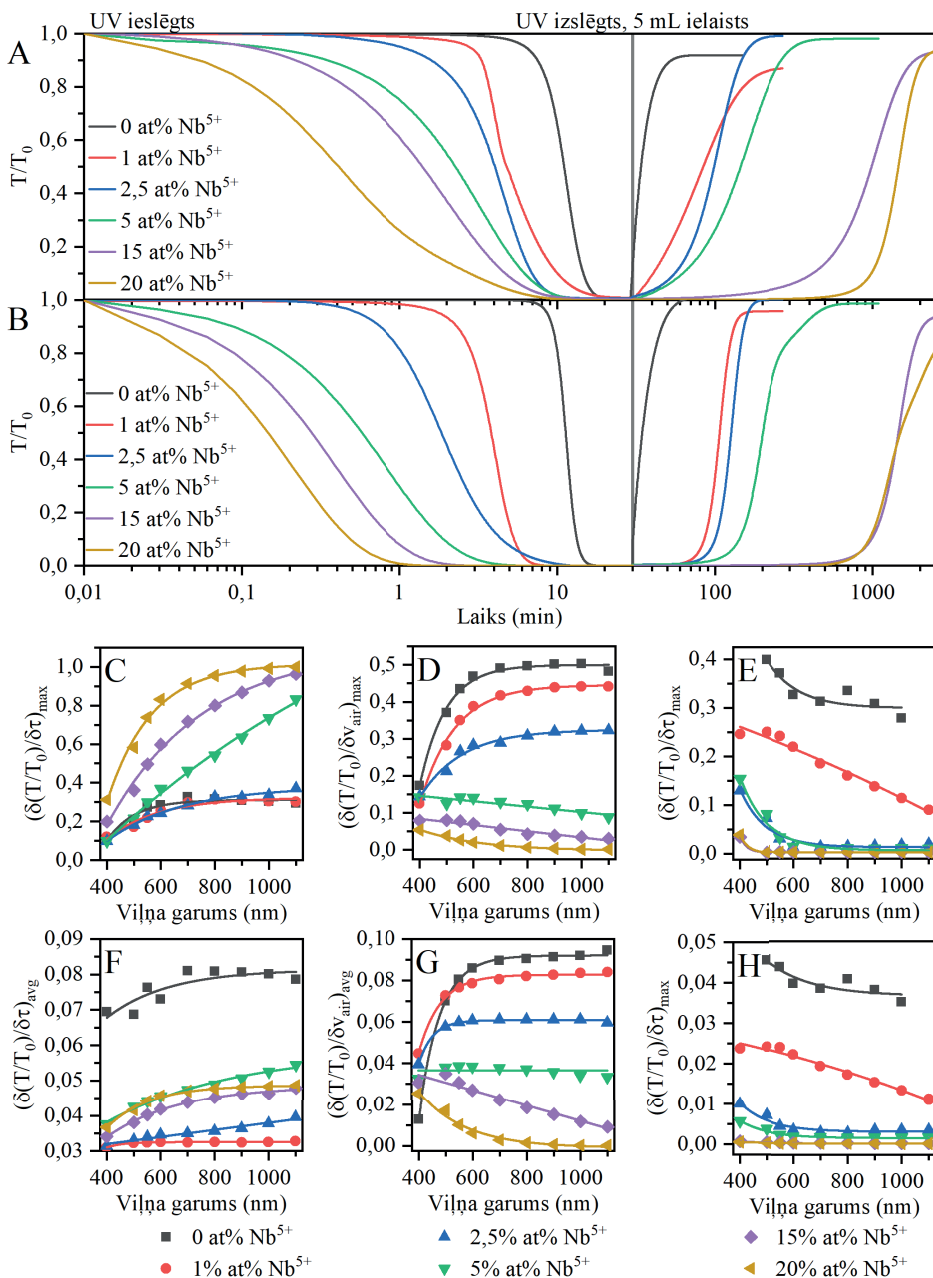 UV ieslēgts
UV izslēgts, 5 mL ielaists
A
1,0
0,8
0,6
0,4
0,2
T/T₀
0 at% Nb⁵⁺
1 at% Nb⁵⁺
2,5 at% Nb⁵⁺
5 at% Nb⁵⁺
15 at% Nb⁵⁺
20 at% Nb⁵⁺
B
1,0
0,8
0,6
0,4
0,2
0,0
T/T₀
0 at% Nb⁵⁺
1 at% Nb⁵⁺
2,5 at% Nb⁵⁺
5 at% Nb⁵⁺
15 at% Nb⁵⁺
20 at% Nb⁵⁺
0,01 0,1 1 10 100 1000
Laiks (min)
C
(δ(T/T₀)/δτ)max
1,0
0,8
0,6
0,4
0,2
0,0
400 600 800 1000
Viļņa garums (nm)
D
(δ(T/T₀)/δvair)max
0,5
0,4
0,3
0,2
0,1
0,0
400 600 800 1000
Viļņa garums (nm)
E
(δ(T/T₀)/δτ)max
0,4
0,3
0,2
0,1
0,0
400 600 800 1000
Viļņa garums (nm)
F
(δ(T/T₀)/δτ)avg
0,09
0,08
0,07
0,06
0,05
0,04
0,03
400 600 800 1000
Viļņa garums (nm)
G
(δ(T/T₀)/δvair)avg
0,10
0,08
0,06
0,04
0,02
0,00
400 600 800 1000
Viļņa garums (nm)
H
(δ(T/T₀)/δτ)max
0,05
0,04
0,03
0,02
0,01
0,00
400 600 800 1000
Viļņa garums (nm)
0 at% Nb⁵⁺
2,5% at% Nb⁵⁺
15% at% Nb⁵⁺
1% at% Nb⁵⁺
5% at% Nb⁵⁺
20% at% Nb⁵⁺